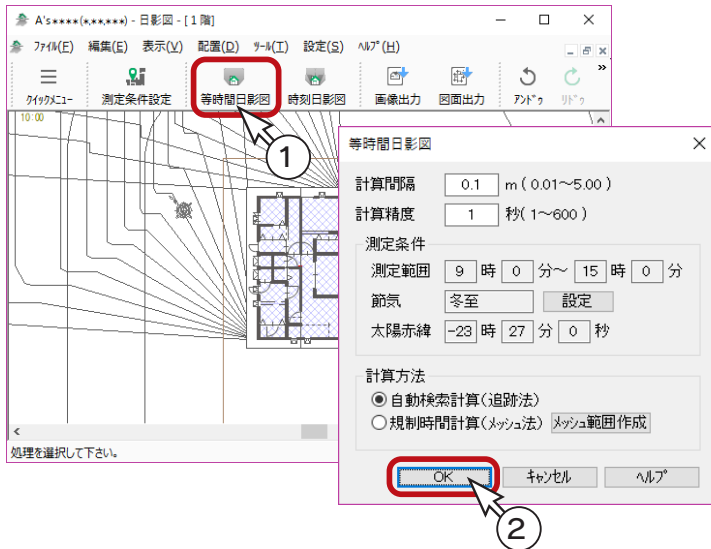 A's****(*,**,***) - 日影図 - [1 階]
ﾌｧｲﾙ(F) 編集(E) 表示(V) 配置(D) ﾂｰﾙ(T) 設定(S) ﾍﾙﾌﾟ(H)
ｸｲｯｸﾒﾆｭｰ 測定条件設定 等時間日影図 時刻日影図 画像出力 図面出力 ｱﾝﾄﾞｩ ﾘﾄﾞｩ
10:00
①
等時間日影図
計算間隔 0.1 m ( 0.01～5.00 )
計算精度 1 秒( 1～600 )
測定条件
測定範囲 9 時 0 分～ 15 時 0 分
節気 冬至 設定
太陽赤緯 -23 時 27 分 0 秒
計算方法
自動検索計算(追跡法)
規制時間計算(ﾒｯｼｭ法) ﾒｯｼｭ範囲作成
OK ｷｬﾝｾﾙ ﾍﾙﾌﾟ
②
処理を選択して下さい。